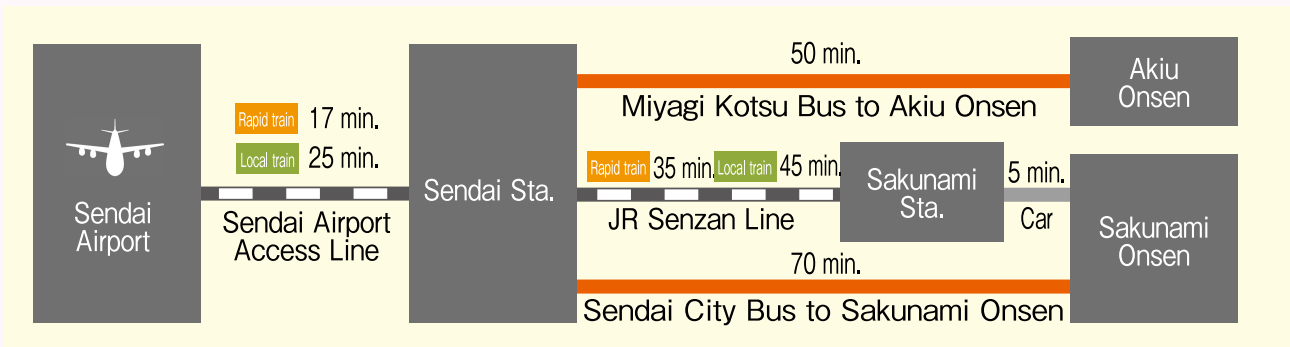 Sendai
Airport
Rapid train 17 min.
Local train 25 min.
Sendai Airport
Access Line
Sendai Sta.
50 min.
Miyagi Kotsu Bus to Akiu Onsen
Akiu
Onsen
Rapid train 35 min. Local train 45 min.
JR Senzan Line
Sakunami
Sta.
5 min.
Car
70 min.
Sendai City Bus to Sakunami Onsen
Sakunami
Onsen